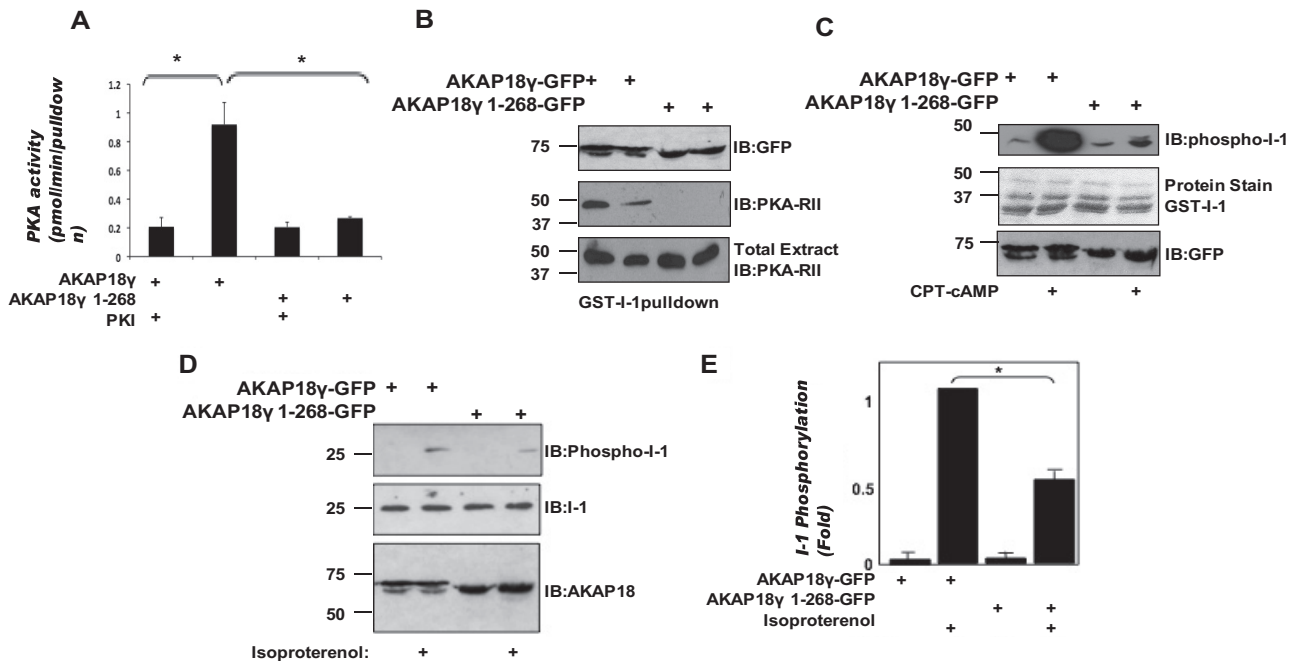 A
*
*
PKA activity
(pmol/min/pulldow
n)
1.2
1
0.8
0.6
0.4
0.2
0
AKAP18γ + +
AKAP18γ 1-268 + +
PKI + +
B
AKAP18γ-GFP+ +
AKAP18γ 1-268-GFP + +
75
IB:GFP
50
37
IB:PKA-RII
50
37
Total Extract
IB:PKA-RII
GST-I-1pulldown
C
AKAP18γ-GFP + +
AKAP18γ 1-268-GFP + +
50
IB:phospho-I-1
50
37
Protein Stain
GST-I-1
75
IB:GFP
CPT-cAMP + +
D
AKAP18γ-GFP + +
AKAP18γ 1-268-GFP + +
25
IB:Phospho-I-1
25
IB:I-1
75
50
IB:AKAP18
Isoproterenol: + +
E
*
I-1 Phosphorylation
(Fold)
1
0.5
0
AKAP18γ-GFP + +
AKAP18γ 1-268-GFP + +
Isoproterenol + +